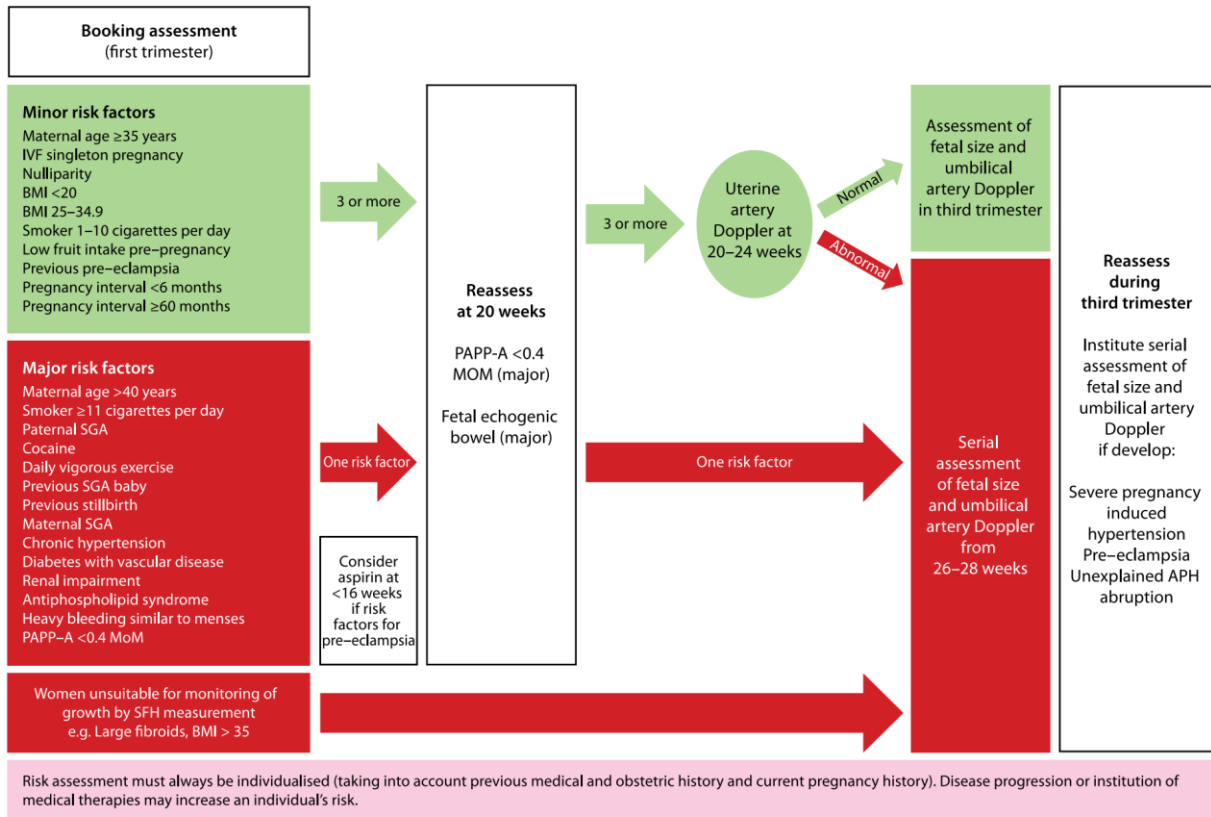 Booking assessment
(first trimester)
Minor risk factors
Maternal age ≥35 years
IVF singleton pregnancy
Nulliparity
BMI <20
BMI 25–34.9
Smoker 1–10 cigarettes per day
Low fruit intake pre–pregnancy
Previous pre–eclampsia
Pregnancy interval <6 months
Pregnancy interval ≥60 months
3 or more
Major risk factors
Maternal age >40 years
Smoker ≥11 cigarettes per day
Paternal SGA
Cocaine
Daily vigorous exercise
Previous SGA baby
Previous stillbirth
Maternal SGA
Chronic hypertension
Diabetes with vascular disease
Renal impairment
Antiphospholipid syndrome
Heavy bleeding similar to menses
PAPP–A <0.4 MoM
One risk factor
Consider
aspirin at
<16 weeks
if risk
factors for
pre–eclampsia
Women unsuitable for monitoring of
growth by SFH measurement
e.g. Large fibroids, BMI > 35
Reassess
at 20 weeks
PAPP-A <0.4
MOM (major)
Fetal echogenic
bowel (major)
3 or more
Uterine
artery
Doppler at
20–24 weeks
Normal
Abnormal
One risk factor
Assessment of
fetal size and
umbilical
artery Doppler
in third trimester
Serial
assessment
of fetal size
and umbilical
artery Doppler
from
26–28 weeks
Reassess
during
third trimester
Institute serial
assessment of
fetal size and
umbilical artery
Doppler
if develop:
Severe pregnancy
induced
hypertension
Pre–eclampsia
Unexplained APH
abruption
Risk assessment must always be individualised (taking into account previous medical and obstetric history and current pregnancy history). Disease progression or institution of
medical therapies may increase an individual's risk.